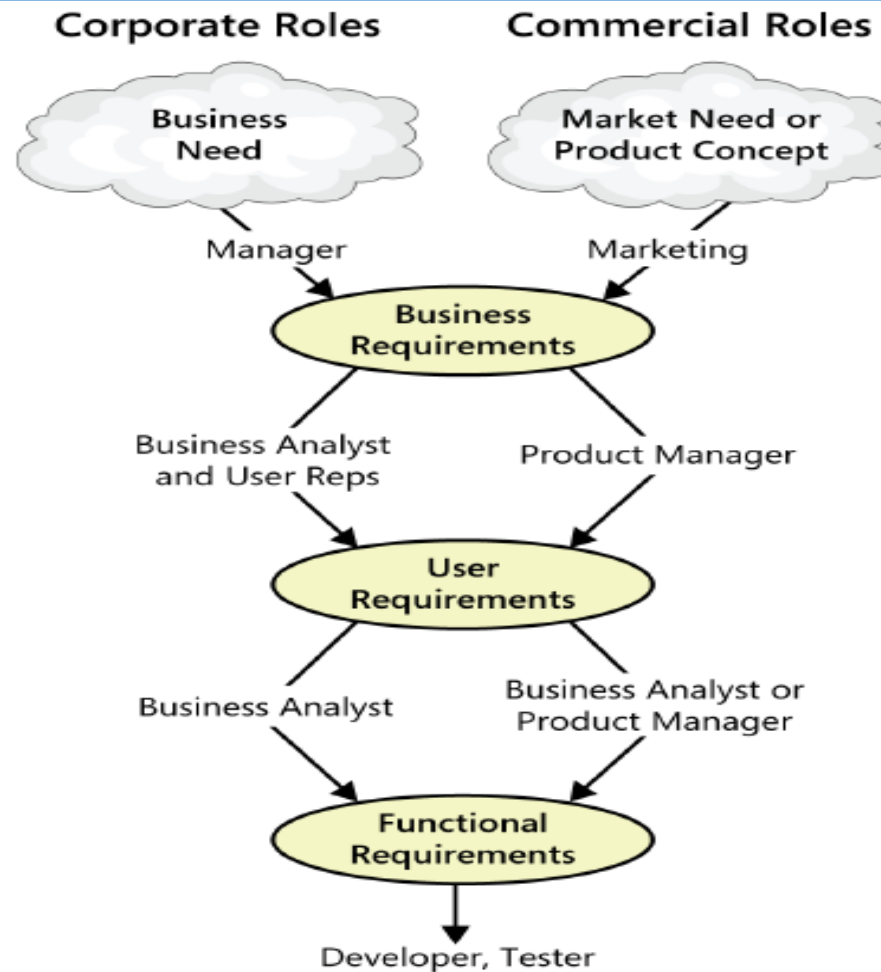 Corporate Roles
Commercial Roles
Business
Need
Market Need or
Product Concept
Manager
Marketing
Business
Requirements
Business Analyst
and User Reps
Product Manager
User
Requirements
Business Analyst
Business Analyst or
Product Manager
Functional
Requirements
Developer, Tester